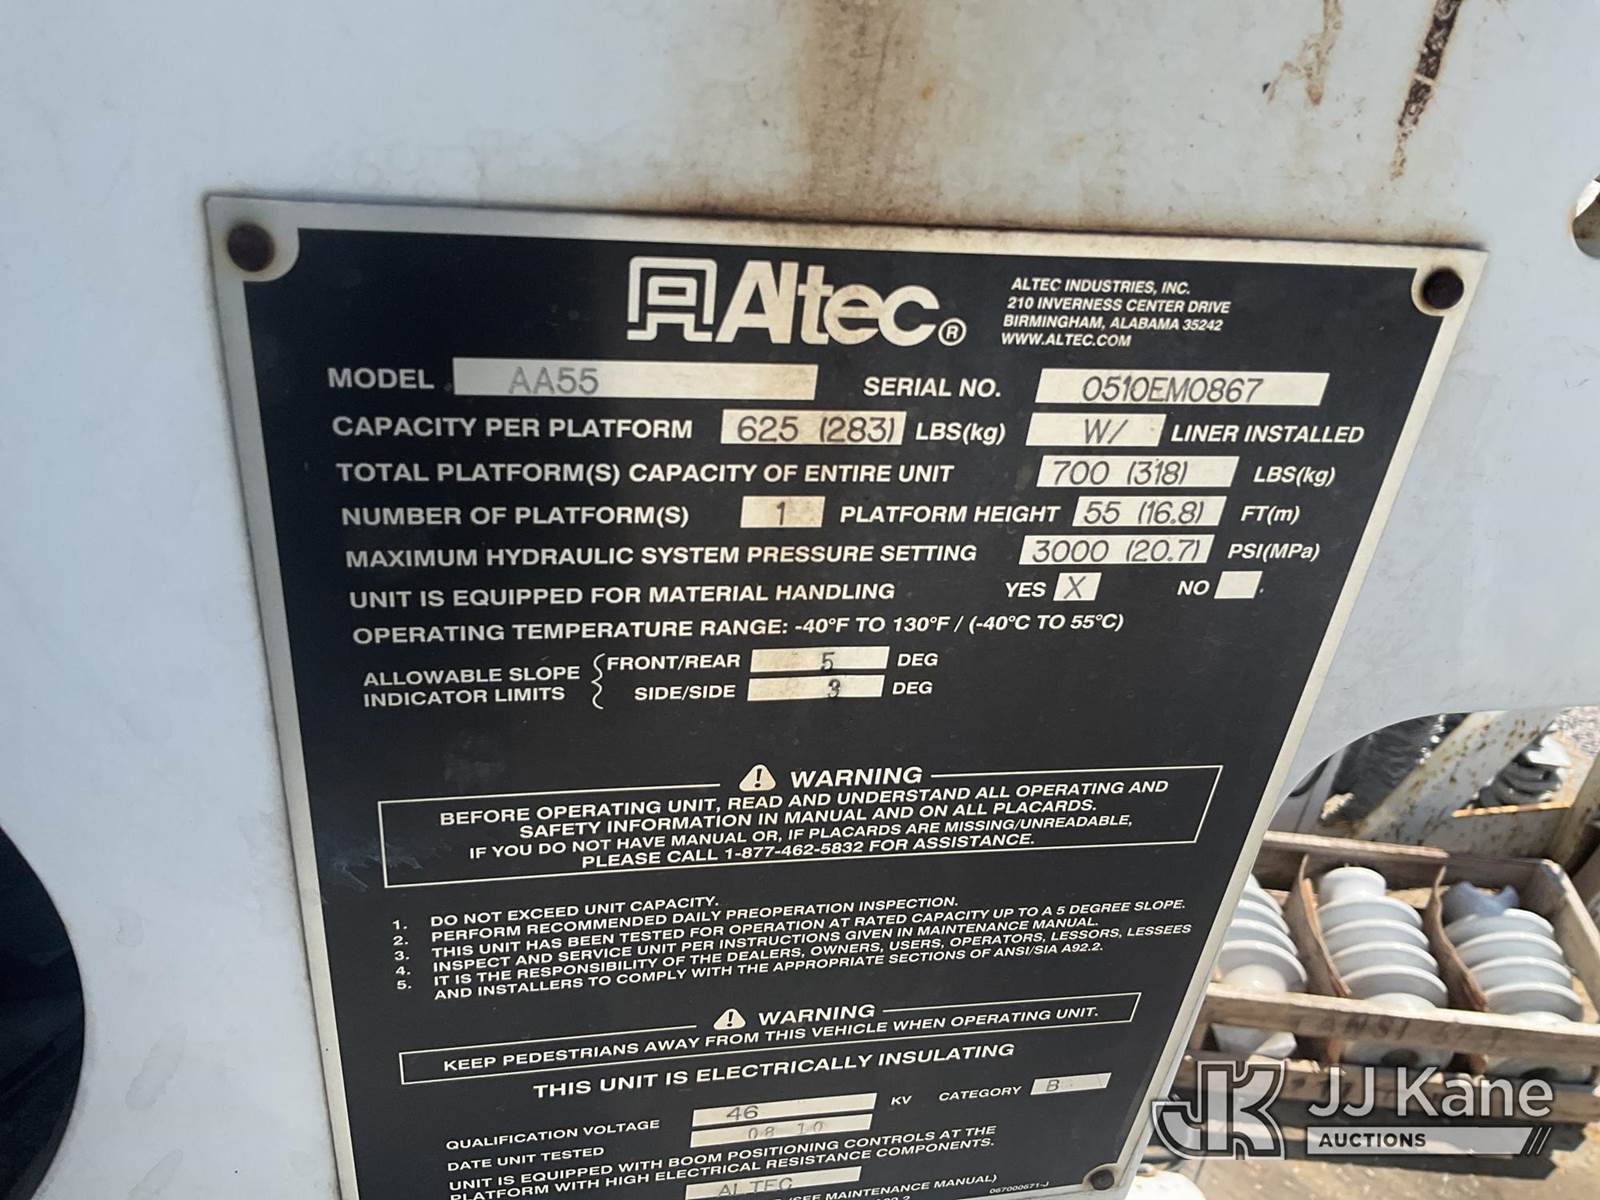 Altec®
ALTEC INDUSTRIES, INC.
210 INVERNESS CENTER DRIVE
BIRMINGHAM, ALABAMA 35242
WWW.ALTEC.COM
MODEL AA55 SERIAL NO. 0510EM0867
CAPACITY PER PLATFORM 625 (283) LBS(kg) W/ LINER INSTALLED
TOTAL PLATFORM(S) CAPACITY OF ENTIRE UNIT 700 (318) LBS(kg)
NUMBER OF PLATFORM(S) 1 PLATFORM HEIGHT 55 (16.8) FT(m)
MAXIMUM HYDRAULIC SYSTEM PRESSURE SETTING 3000 (20.7) PSI(MPa)
UNIT IS EQUIPPED FOR MATERIAL HANDLING YES X NO
OPERATING TEMPERATURE RANGE: -40°F TO 130°F / (-40°C TO 55°C)
ALLOWABLE SLOPE INDICATOR LIMITS { FRONT/REAR 5 DEG
SIDE/SIDE 3 DEG
WARNING
BEFORE OPERATING UNIT, READ AND UNDERSTAND ALL OPERATING AND
SAFETY INFORMATION IN MANUAL AND ON ALL PLACARDS.
IF YOU DO NOT HAVE MANUAL OR, IF PLACARDS ARE MISSING/UNREADABLE,
PLEASE CALL 1-877-462-5832 FOR ASSISTANCE.
1. DO NOT EXCEED UNIT CAPACITY.
2. PERFORM RECOMMENDED DAILY PREOPERATION INSPECTION.
3. THIS UNIT HAS BEEN TESTED FOR OPERATION AT RATED CAPACITY UP TO A 5 DEGREE SLOPE.
4. INSPECT AND SERVICE UNIT PER INSTRUCTIONS GIVEN IN MAINTENANCE MANUAL.
5. IT IS THE RESPONSIBILITY OF THE DEALERS, OWNERS, USERS, OPERATORS, LESSORS, LESSEES
AND INSTALLERS TO COMPLY WITH THE APPROPRIATE SECTIONS OF ANSI/SIA A92.2.
WARNING
KEEP PEDESTRIANS AWAY FROM THIS VEHICLE WHEN OPERATING UNIT.
THIS UNIT IS ELECTRICALLY INSULATING
QUALIFICATION VOLTAGE 46 KV CATEGORY B
DATE UNIT TESTED 08 10
UNIT IS EQUIPPED WITH BOOM POSITIONING CONTROLS AT THE
PLATFORM WITH HIGH ELECTRICAL RESISTANCE COMPONENTS.
ALTEC
(SEE MAINTENANCE MANUAL)
067000671-J
JJ Kane
AUCTIONS